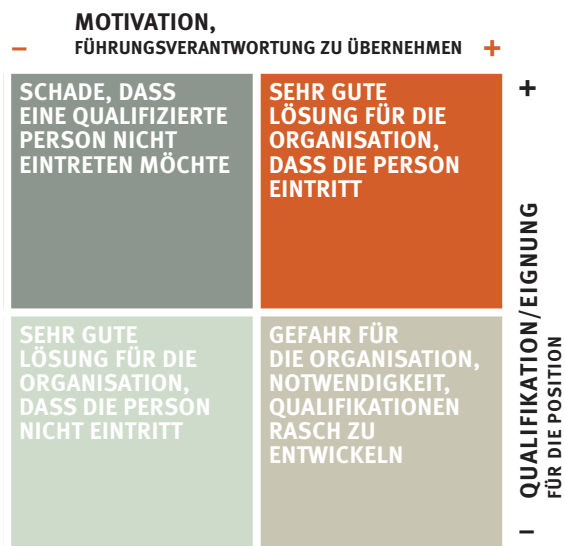 MOTIVATION,
– FÜHRUNGSVERANTWORTUNG ZU ÜBERNEHMEN +
SCHADE, DASS
EINE QUALIFIZIERTE
PERSON NICHT
EINTRETEN MÖCHTE
SEHR GUTE
LÖSUNG FÜR DIE
ORGANISATION,
DASS DIE PERSON
EINTRITT
SEHR GUTE
LÖSUNG FÜR DIE
ORGANISATION,
DASS DIE PERSON
NICHT EINTRITT
GEFAHR FÜR
DIE ORGANISATION,
NOTWENDIGKEIT,
QUALIFIKATIONEN
RASCH ZU
ENTWICKELN
– QUALIFIKATION/EIGNUNG +
FÜR DIE POSITION